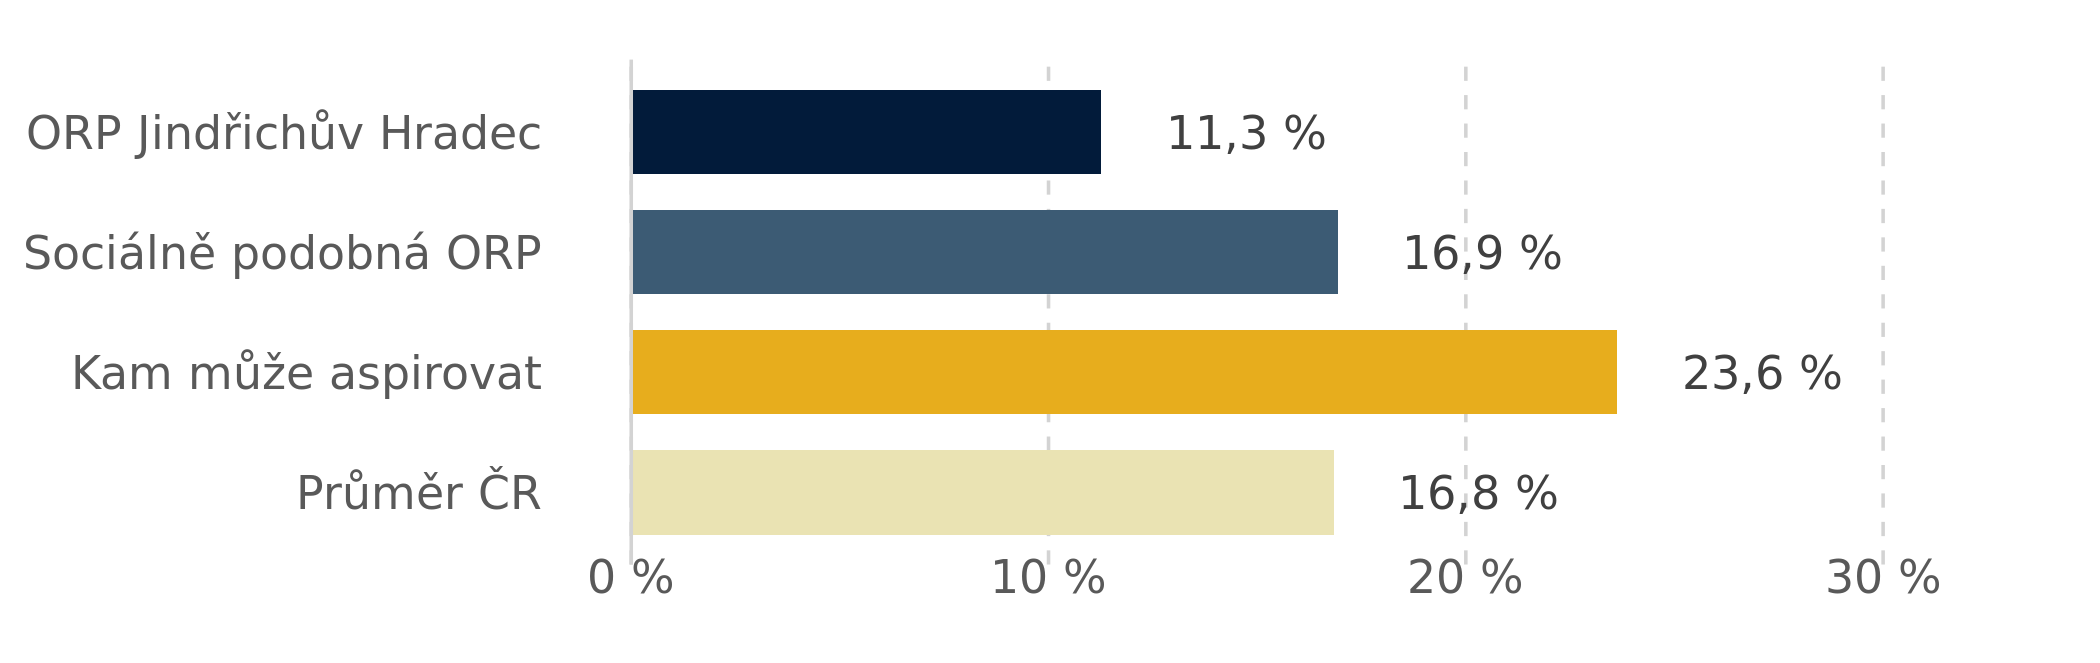 ORP Jindřichův Hradec
11,3 %
Sociálně podobná ORP
16,9 %
Kam může aspirovat
23,6 %
Průměr ČR
16,8 %
0 %
10 %
20 %
30 %